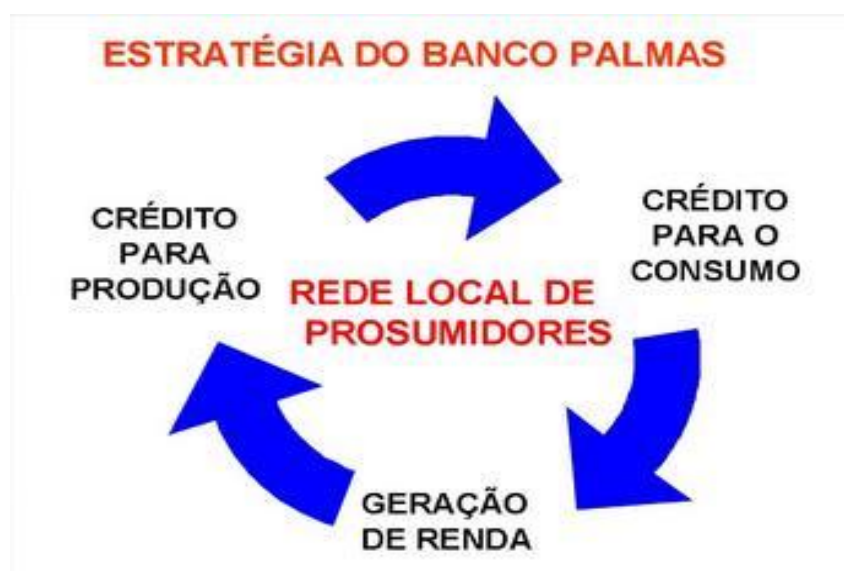 ESTRATÉGIA DO BANCO PALMAS
CRÉDITO
PARA
PRODUÇÃO
CRÉDITO
PARA O
CONSUMO
REDE LOCAL DE
PROSUMIDORES
GERAÇÃO
DE RENDA